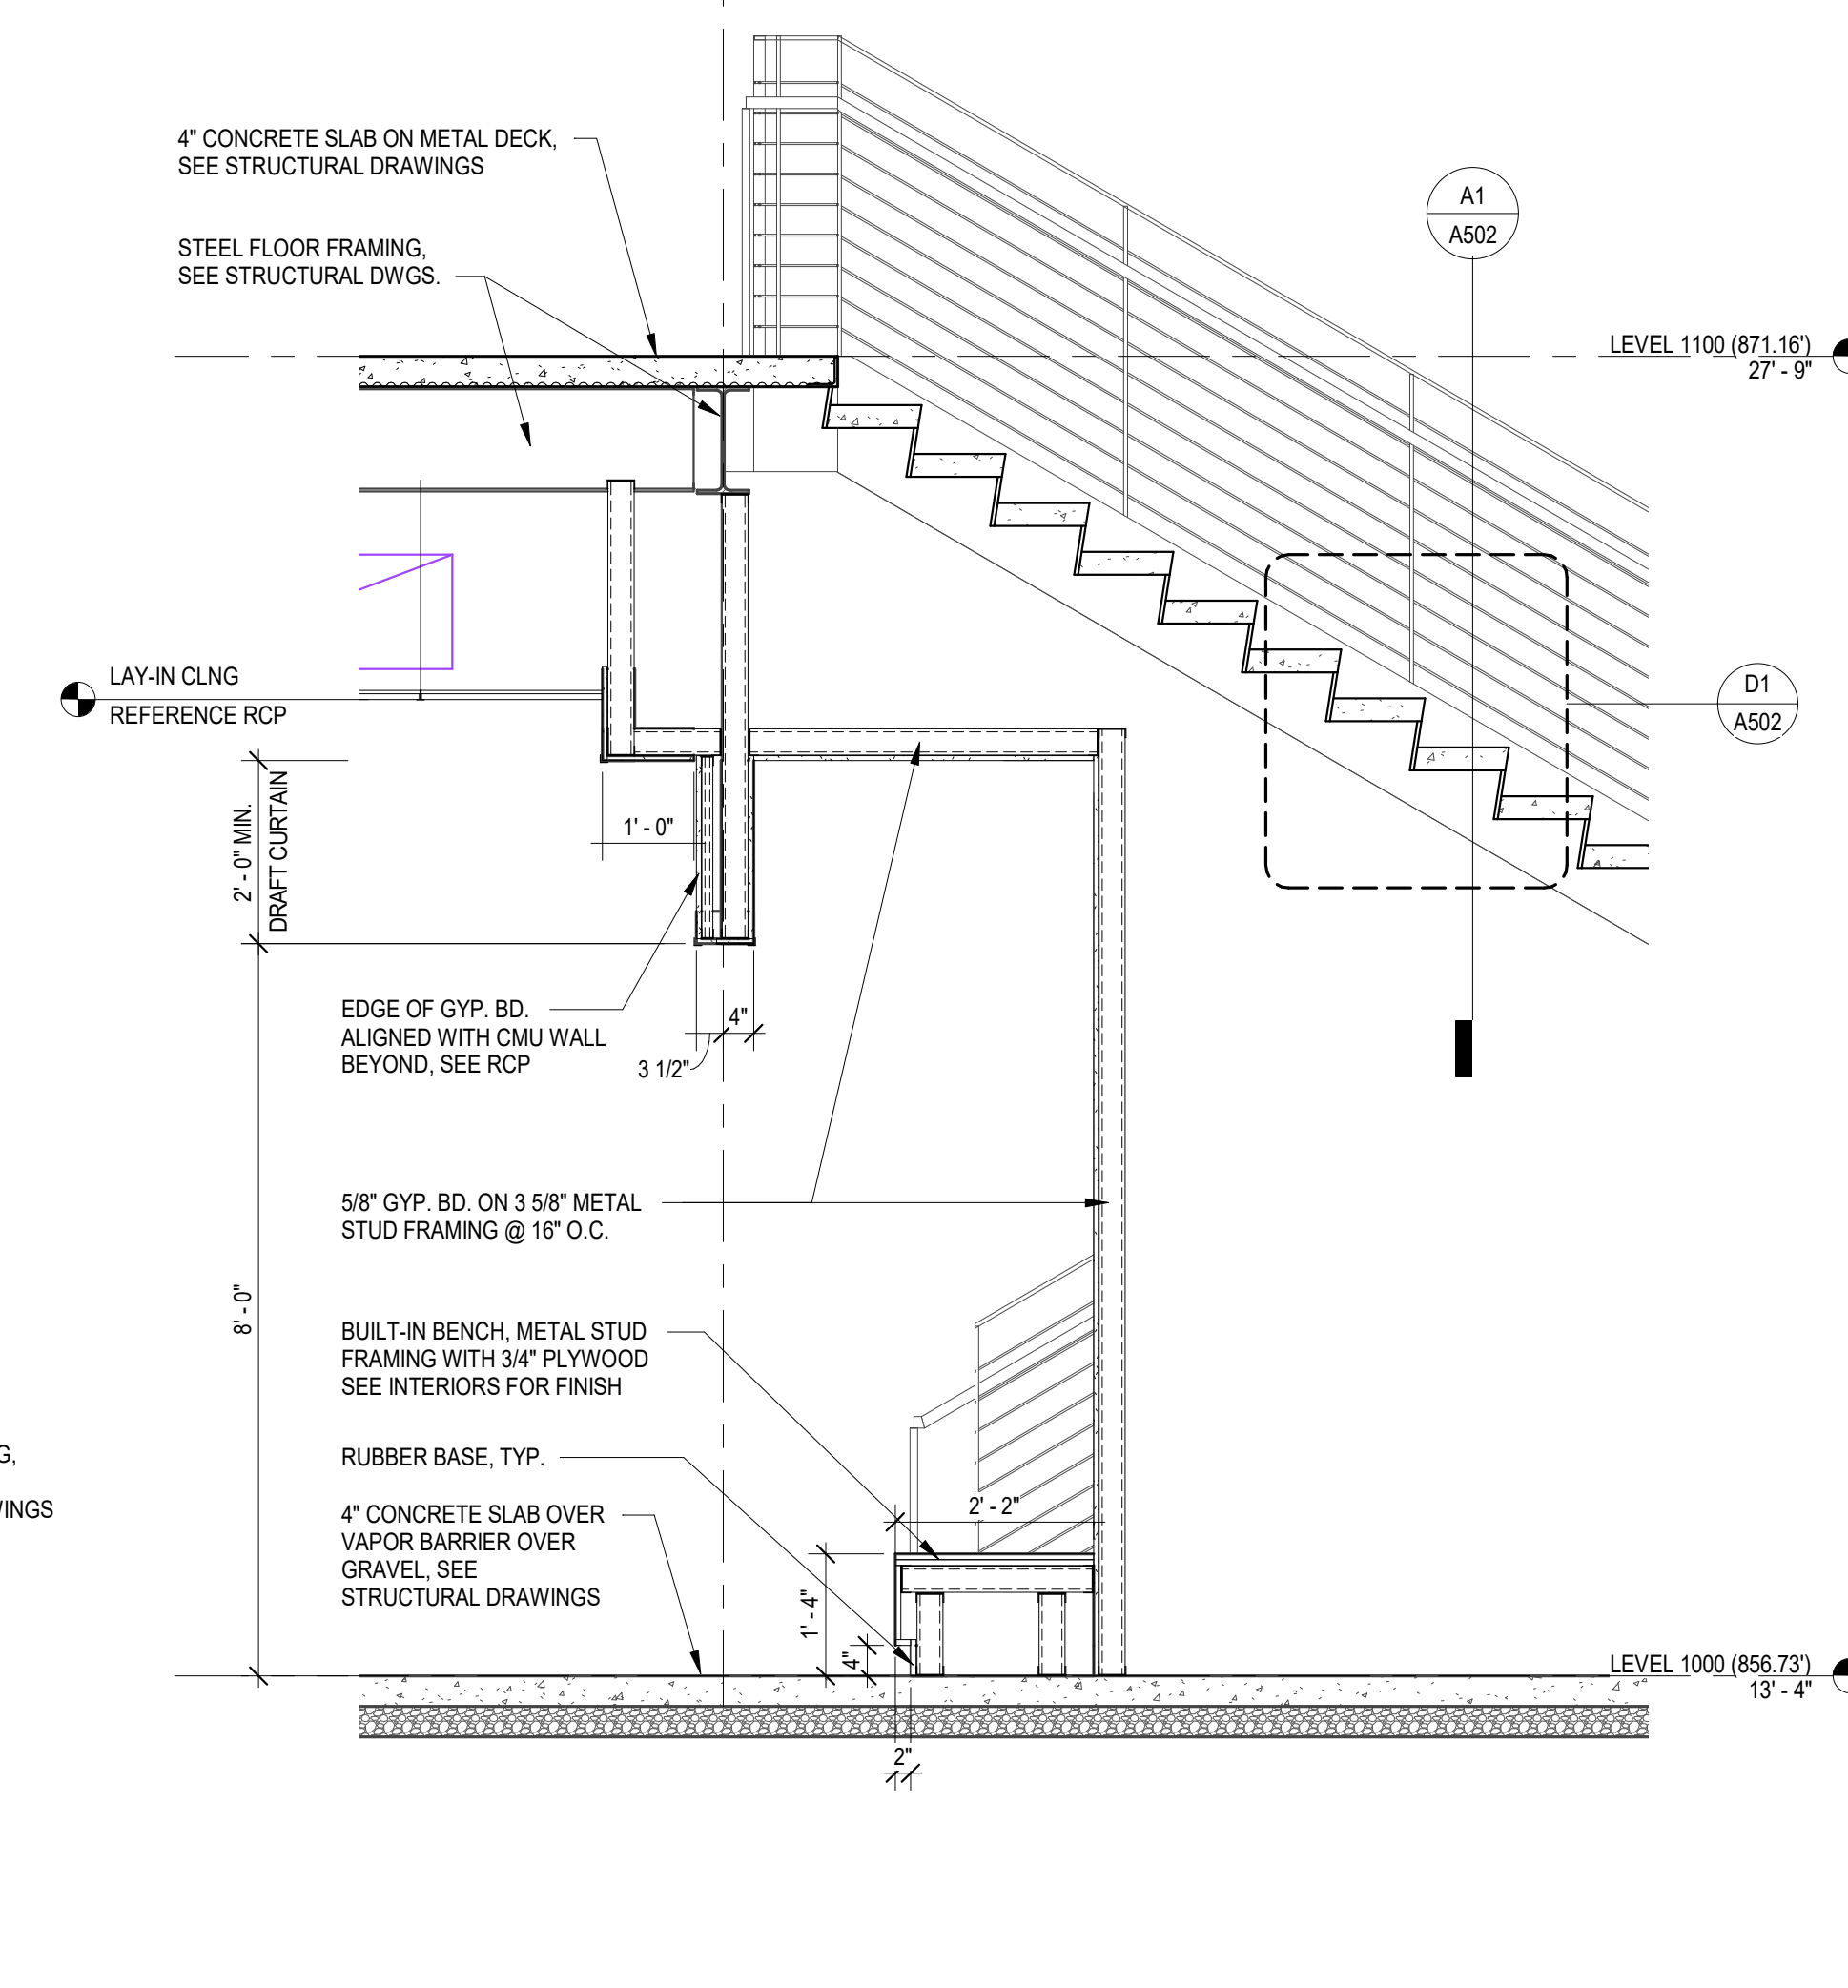 4" CONCRETE SLAB ON METAL DECK,
SEE STRUCTURAL DRAWINGS
STEEL FLOOR FRAMING,
SEE STRUCTURAL DWGS.
A1
A502
LEVEL 1100 (871.16')
27' - 9"
LAY-IN CLNG
REFERENCE RCP
D1
A502
2' - 0" MIN.
DRAFT CURTAIN
1' - 0"
EDGE OF GYP. BD.
ALIGNED WITH CMU WALL
BEYOND, SEE RCP
4"
3 1/2"
5/8" GYP. BD. ON 3 5/8" METAL
STUD FRAMING @ 16" O.C.
8' - 0"
BUILT-IN BENCH, METAL STUD
FRAMING WITH 3/4" PLYWOOD
SEE INTERIORS FOR FINISH
RUBBER BASE, TYP.
2' - 2"
4" CONCRETE SLAB OVER
VAPOR BARRIER OVER
GRAVEL, SEE
STRUCTURAL DRAWINGS
1' - 4"
4"
LEVEL 1000 (856.73')
13' - 4"
2"